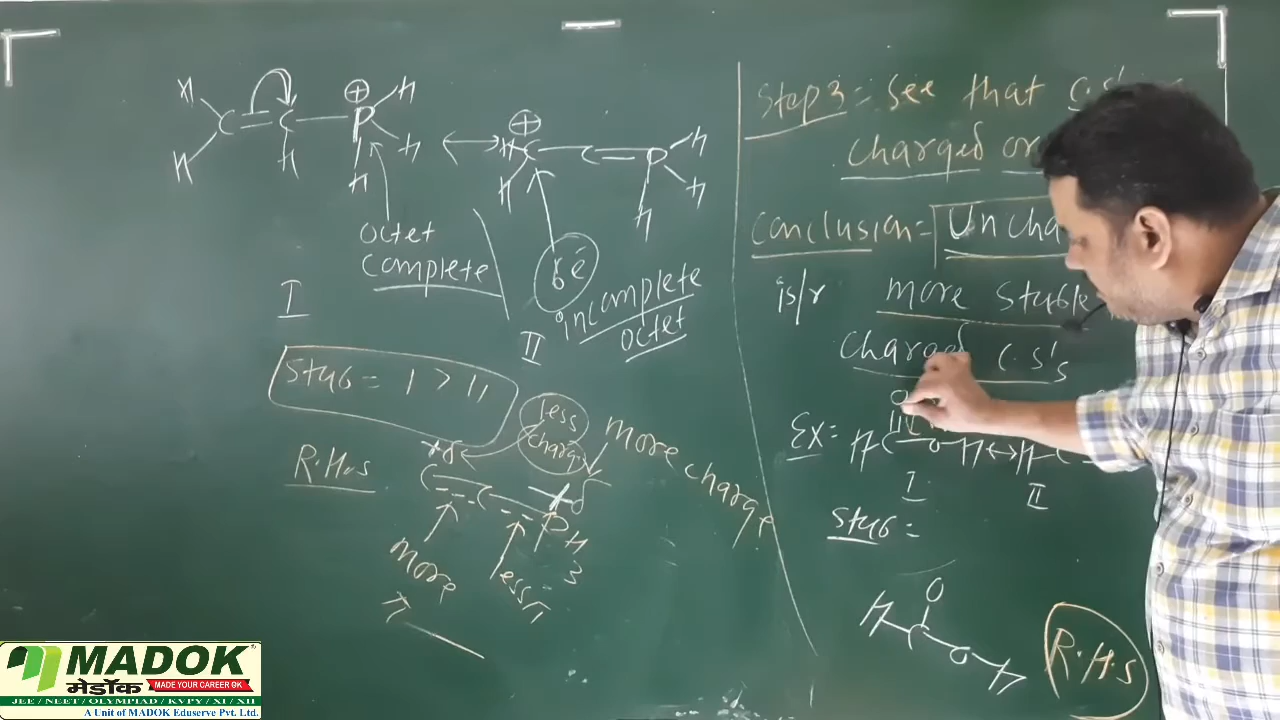 H
C = C — P ⊕ H
H H H H
⟷
⊕
H C — C = P H
H H H
octet
complete
I
6e
incomplete
octet
II
Stab = I > II
R.H.S
less
charge
more charge
C C PH3
more
π
less π
Step 3 = See that C.S's
charged or
Conclusion =
is/r more stable
charged C.S's
Ex =
I II
Stab =
O
H C
O H
R.H.S
MADOK
मेडॉक MADE YOUR CAREER GK
JEE / NEET / OLYMPIAD / KVPY / XI / XII
A Unit of MADOK Eduserve Pvt. Ltd.